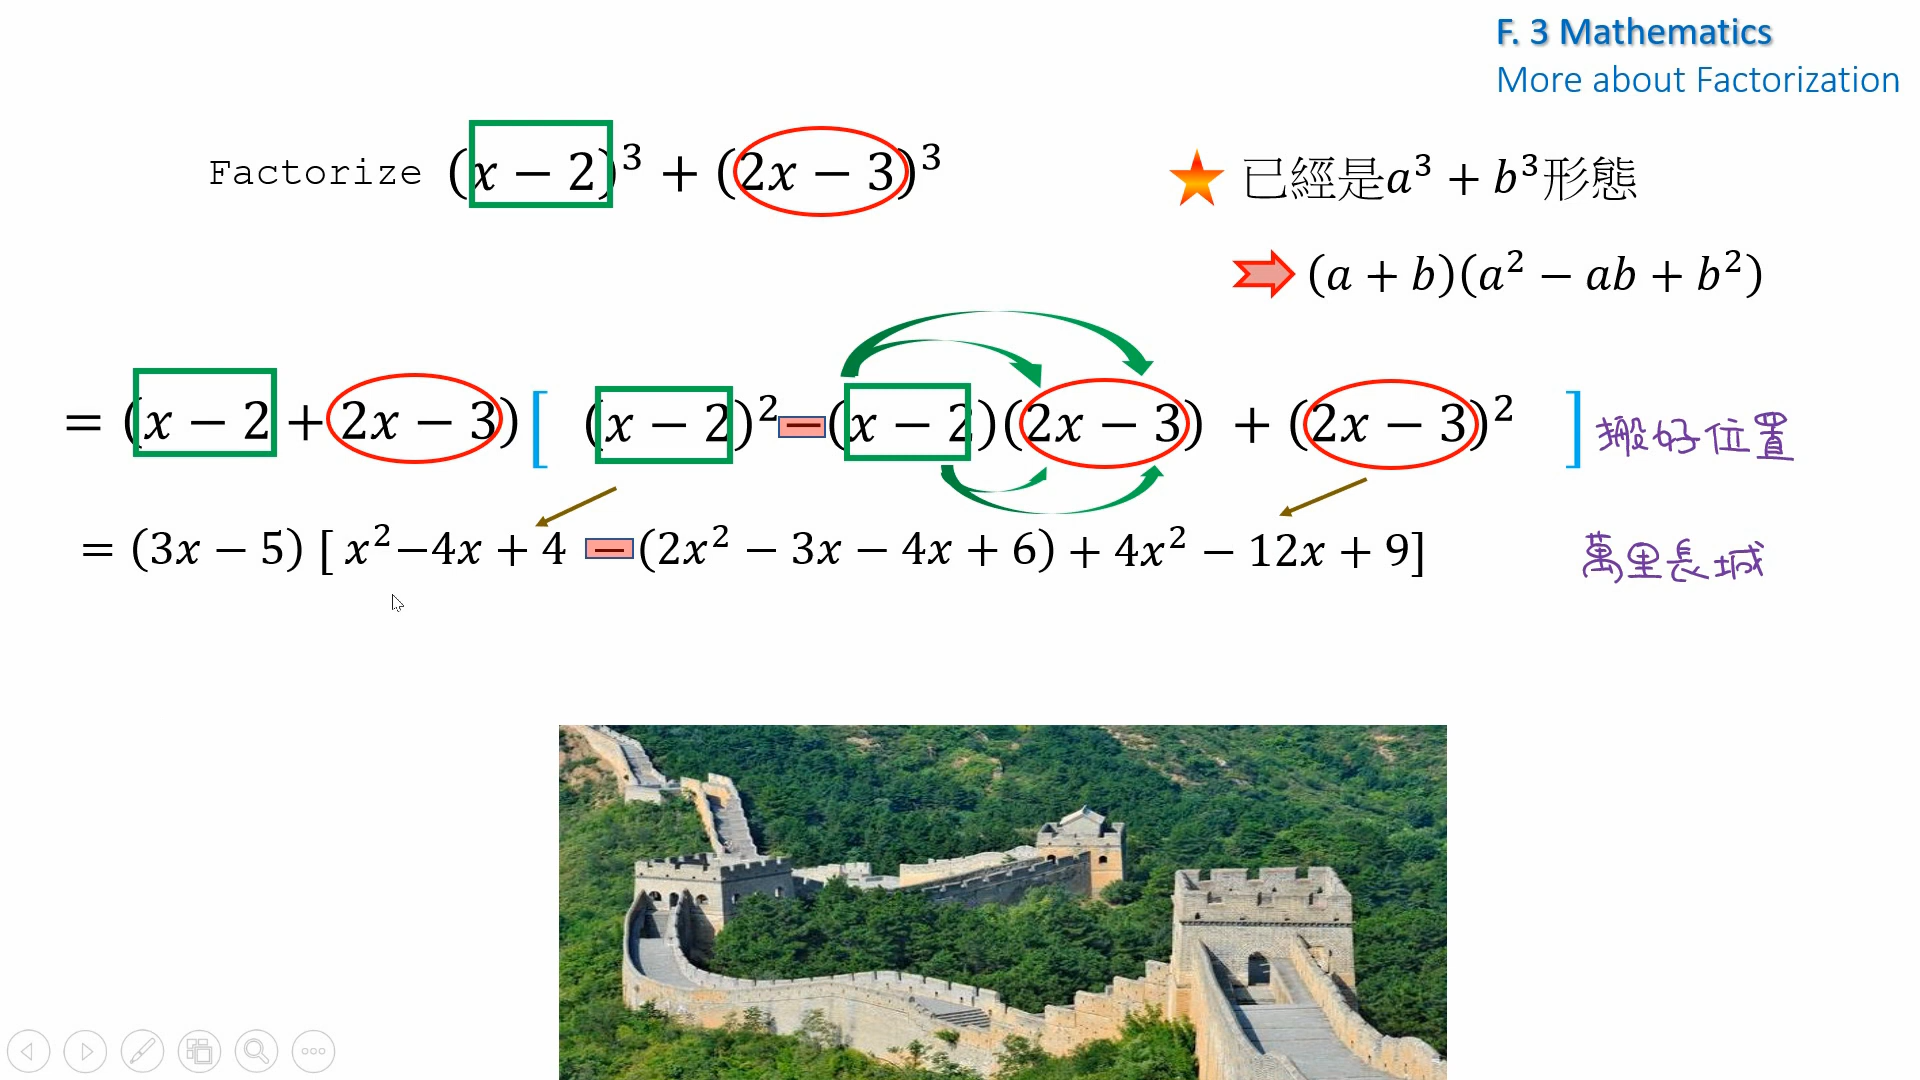 F. 3 Mathematics
More about Factorization
Factorize (x − 2)³ + (2x − 3)³
已經是a³ + b³形態
(a + b)(a² − ab + b²)
= (x − 2 + 2x − 3) [ (x − 2)² − (x − 2)(2x − 3) + (2x − 3)² ] 搬好位置
= (3x − 5) [ x² − 4x + 4 − (2x² − 3x − 4x + 6) + 4x² − 12x + 9] 萬里長城